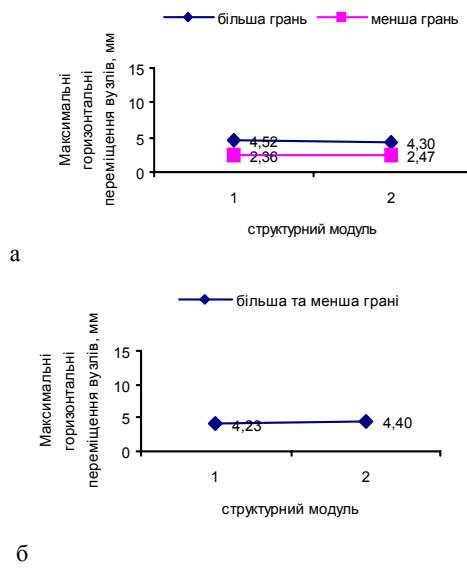 більша грань   менша грань
Максимальні
горизонтальні
переміщення вузлів, мм
15
10
5
0
4,52
4,30
2,36
2,47
1   2
структурний модуль
а
більша та менша грані
Максимальні
горизонтальні
переміщення вузлів, мм
15
10
5
0
4,23
4,40
1   2
структурний модуль
б